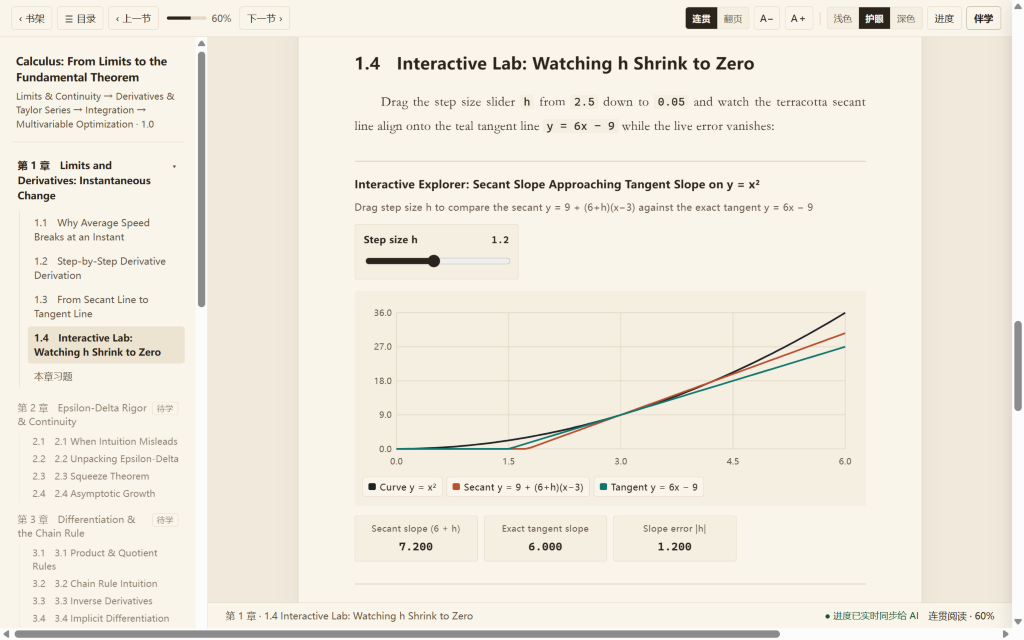 ‹ 书架
☰ 目录
‹ 上一节
60%
下一节 ›
连贯
翻页
A−
A+
浅色
护眼
深色
进度
伴学
Calculus: From Limits to the
Fundamental Theorem
Limits & Continuity → Derivatives &
Taylor Series → Integration →
Multivariable Optimization · 1.0
第 1 章 Limits and
Derivatives: Instantaneous
Change
1.1 Why Average Speed
Breaks at an Instant
1.2 Step-by-Step Derivative
Derivation
1.3 From Secant Line to
Tangent Line
1.4 Interactive Lab:
Watching h Shrink to Zero
本章习题
第 2 章 Epsilon-Delta Rigor
& Continuity
待学
2.1 2.1 When Intuition Misleads
2.2 2.2 Unpacking Epsilon-Delta
2.3 2.3 Squeeze Theorem
2.4 2.4 Asymptotic Growth
第 3 章 Differentiation &
the Chain Rule
待学
3.1 3.1 Product & Quotient
Rules
3.2 3.2 Chain Rule Intuition
3.3 3.3 Inverse Derivatives
3.4 3.4 Implicit Differentiation
1.4 Interactive Lab: Watching h Shrink to Zero
Drag the step size slider h from 2.5 down to 0.05 and watch the terracotta secant
line align onto the teal tangent line y = 6x − 9 while the live error vanishes:
Interactive Explorer: Secant Slope Approaching Tangent Slope on y = x²
Drag step size h to compare the secant y = 9 + (6+h)(x−3) against the exact tangent y = 6x − 9
Step size h 1.2
36.0
27.0
18.0
9.0
0.0
0.0 1.5 3.0 4.5 6.0
Curve y = x²
Secant y = 9 + (6+h)(x−3)
Tangent y = 6x − 9
Secant slope (6 + h)
7.200
Exact tangent slope
6.000
Slope error |h|
1.200
第 1 章 · 1.4 Interactive Lab: Watching h Shrink to Zero
● 进度已实时同步给 AI
连贯阅读 · 60%